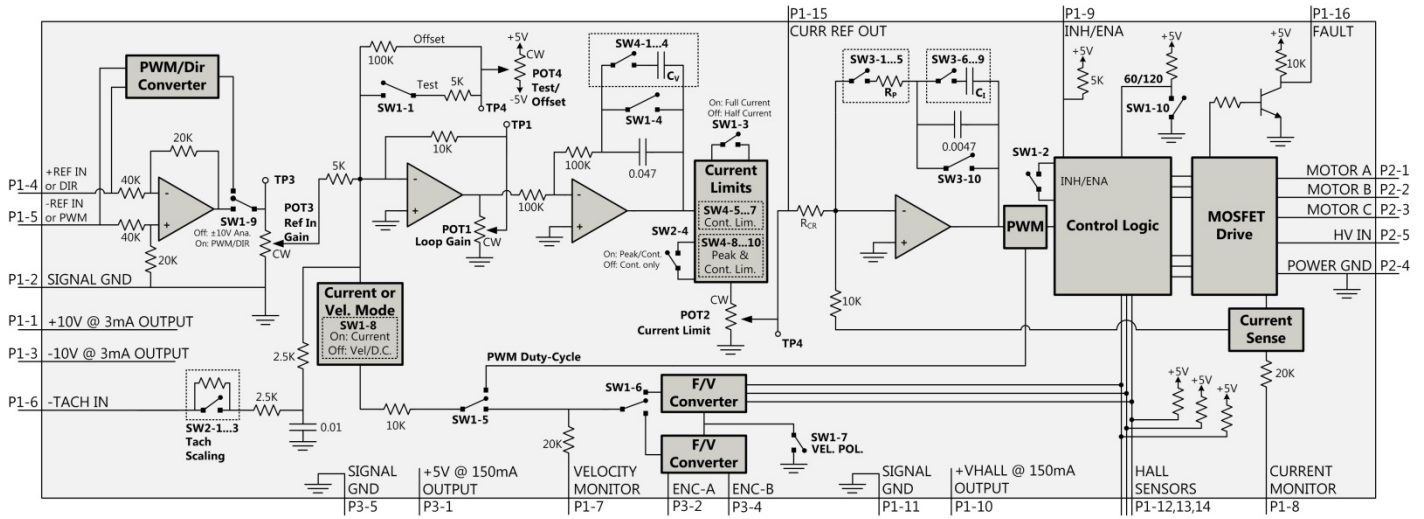 P1-15
CURR REF OUT
P1-9
INH/ENA
P1-16
FAULT
PWM/Dir
Converter
20K
P1-4
+REF IN
or DIR
40K
P1-5
-REF IN
or PWM
40K
20K
-
+
SW1-9
Off: ±10V Ana.
On: PWM/DIR
TP3
POT3
Ref In
Gain
CW
P1-2
SIGNAL GND
P1-1
+10V @ 3mA OUTPUT
P1-3
-10V @ 3mA OUTPUT
P1-6
-TACH IN
SW2-1...3
Tach
Scaling
2.5K
2.5K
0.01
5K
Offset
100K
Test
5K
SW1-1
TP4
+5V
CW
-5V
POT4
Test/
Offset
10K
TP1
-
+
POT1
CW
Loop Gain
100K
SW4-1...4
CV
SW1-4
100K
0.047
-
+
On: Full Current
Off: Half Current
SW1-3
Current
Limits
SW4-5...7
Cont. Lim.
SW4-8...10
Peak &
Cont. Lim.
SW2-4
On: Peak/Cont.
Off: Cont. only
CW
POT2
Current Limit
TP4
RCR
SW3-1...5
RP
SW3-6...9
CI
0.0047
SW3-10
-
+
10K
SW1-2
PWM
+5V
5K
60/120
+5V
SW1-10
INH/ENA
Control Logic
+5V
10K
MOSFET
Drive
MOTOR A
P2-1
MOTOR B
P2-2
MOTOR C
P2-3
HV IN
P2-5
POWER GND
P2-4
Current
Sense
20K
Current or
Vel. Mode
SW1-8
On: Current
Off: Vel/D.C.
10K
PWM Duty-Cycle
SW1-5
20K
SW1-6
F/V
Converter
F/V
Converter
SW1-7
VEL. POL.
+5V
+5V
+5V
SIGNAL
GND
P3-5
+5V @ 150mA
OUTPUT
P3-1
VELOCITY
MONITOR
P1-7
ENC-A
P3-2
ENC-B
P3-4
SIGNAL
GND
P1-11
+VHALL @ 150mA
OUTPUT
P1-10
HALL
SENSORS
P1-12,13,14
CURRENT
MONITOR
P1-8